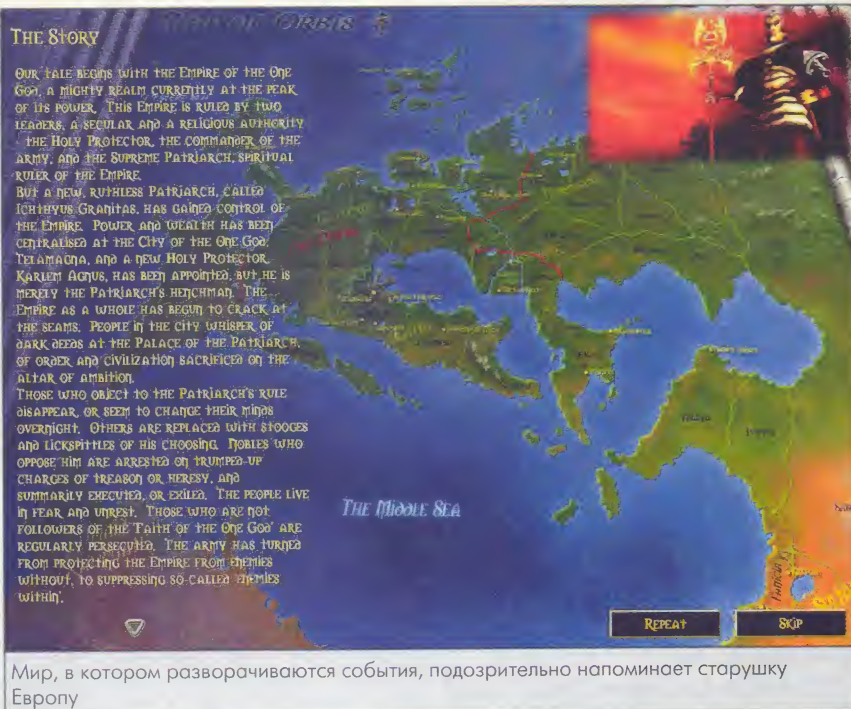 THE STORY
OUR TALE BEGINS WITH THE EMPIRE OF THE ONE
GOD, A MIGHTY REALM CURRENTLY AT THE PEAK
OF ITS POWER. THIS EMPIRE IS RULED BY TWO
LEADERS, A SECULAR AND A RELIGIOUS AUTHORITY
THE HOLY PROTECTOR, THE COMMANDER OF THE
ARMY, AND THE SUPREME PATRIARCH, SPIRITUAL
RULER OF THE EMPIRE
BUT A NEW, RUTHLESS PATRIARCH, CALLED
ICHTHYUS GRANITAS, HAS GAINED CONTROL OF
THE EMPIRE. POWER AND WEALTH HAS BEEN
CENTRALISED AT THE CITY OF THE ONE GOD,
TELAMAGNA, AND A NEW HOLY PROTECTOR,
KARLEM AGNUS, HAS BEEN APPOINTED, BUT HE IS
MERELY THE PATRIARCH'S HENCHMAN. THE
EMPIRE AS A WHOLE HAS BEGUN TO CRACK AT
THE SEAMS. PEOPLE IN THE CITY WHISPER OF
DARK DEEDS AT THE PALACE OF THE PATRIARCH,
OF ORDER AND CIVILIZATION SACRIFICED ON THE
ALTAR OF AMBITION.
THOSE WHO OBJECT TO THE PATRIARCH'S RULE
DISAPPEAR, OR SEEM TO CHANGE THEIR MINDS
OVERNIGHT. OTHERS ARE REPLACED WITH STOOGES
AND LICKSPITTLES OF HIS CHOOSING. NOBLES WHO
OPPOSE HIM ARE ARRESTED ON TRUMPED-UP
CHARGES OF TREASON OR HERESY, AND
SUMMARILY EXECUTED, OR EXILED. THE PEOPLE LIVE
IN FEAR AND UNREST. THOSE WHO ARE NOT
FOLLOWERS OF THE 'FAITH OF THE ONE GOD' ARE
REGULARLY PERSECUTED. THE ARMY HAS TURNED
FROM PROTECTING THE EMPIRE FROM ENEMIES
WITHOUT, TO SUPPRESSING SO-CALLED 'ENEMIES
WITHIN'.
ORBIS
THE MIDDLE SEA
REPEAT
SKIP
Мир, в котором разворачиваются события, подозрительно напоминает старушку
Европу